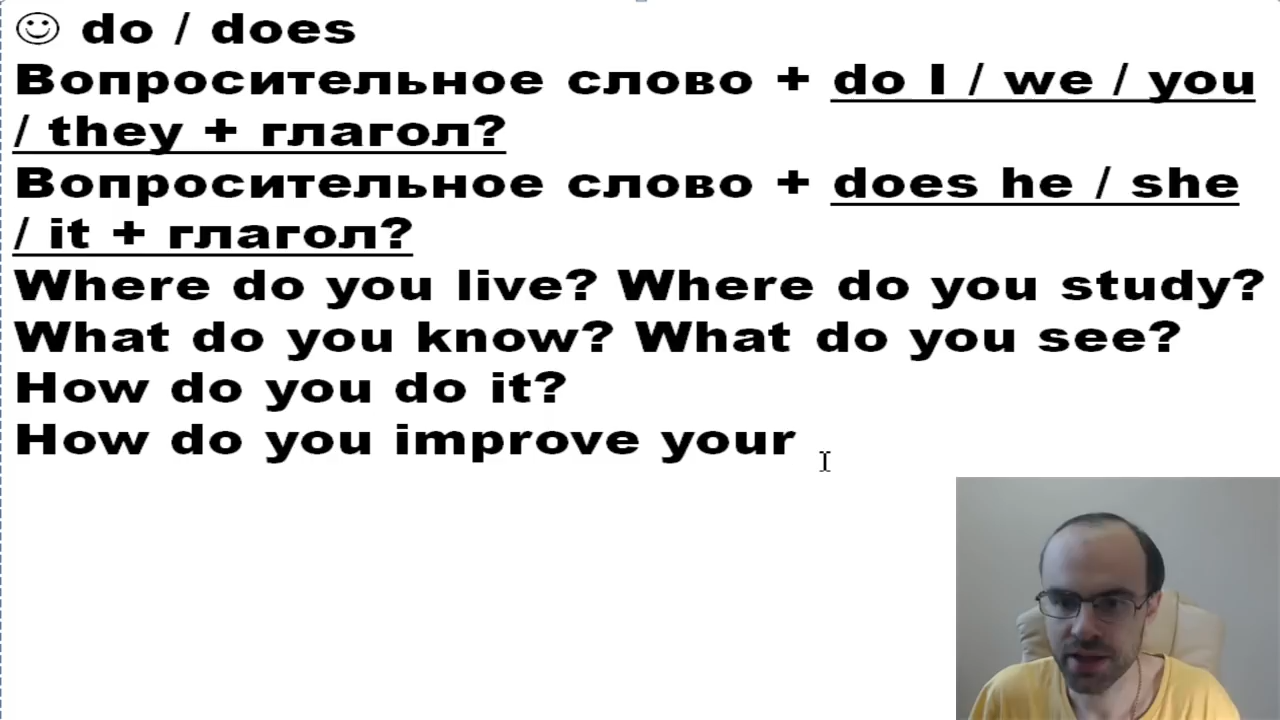 ☺ do / does
Вопросительное слово + do I / we / you
/ they + глагол?
Вопросительное слово + does he / she
/ it + глагол?
Where do you live? Where do you study?
What do you know? What do you see?
How do you do it?
How do you improve your